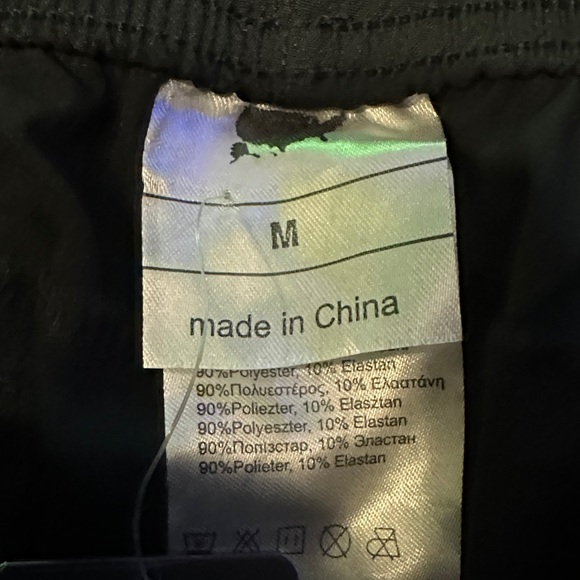 M
made in China
90%Polyester, 10% Elastan
90%Πολυεστέρος, 10% Ελαστάνη
90%Poliezter, 10% Elasztan
90%Polyeszter, 10% Elastan
90%Попізстар, 10% Эластан
90%Polieter, 10% Elastan